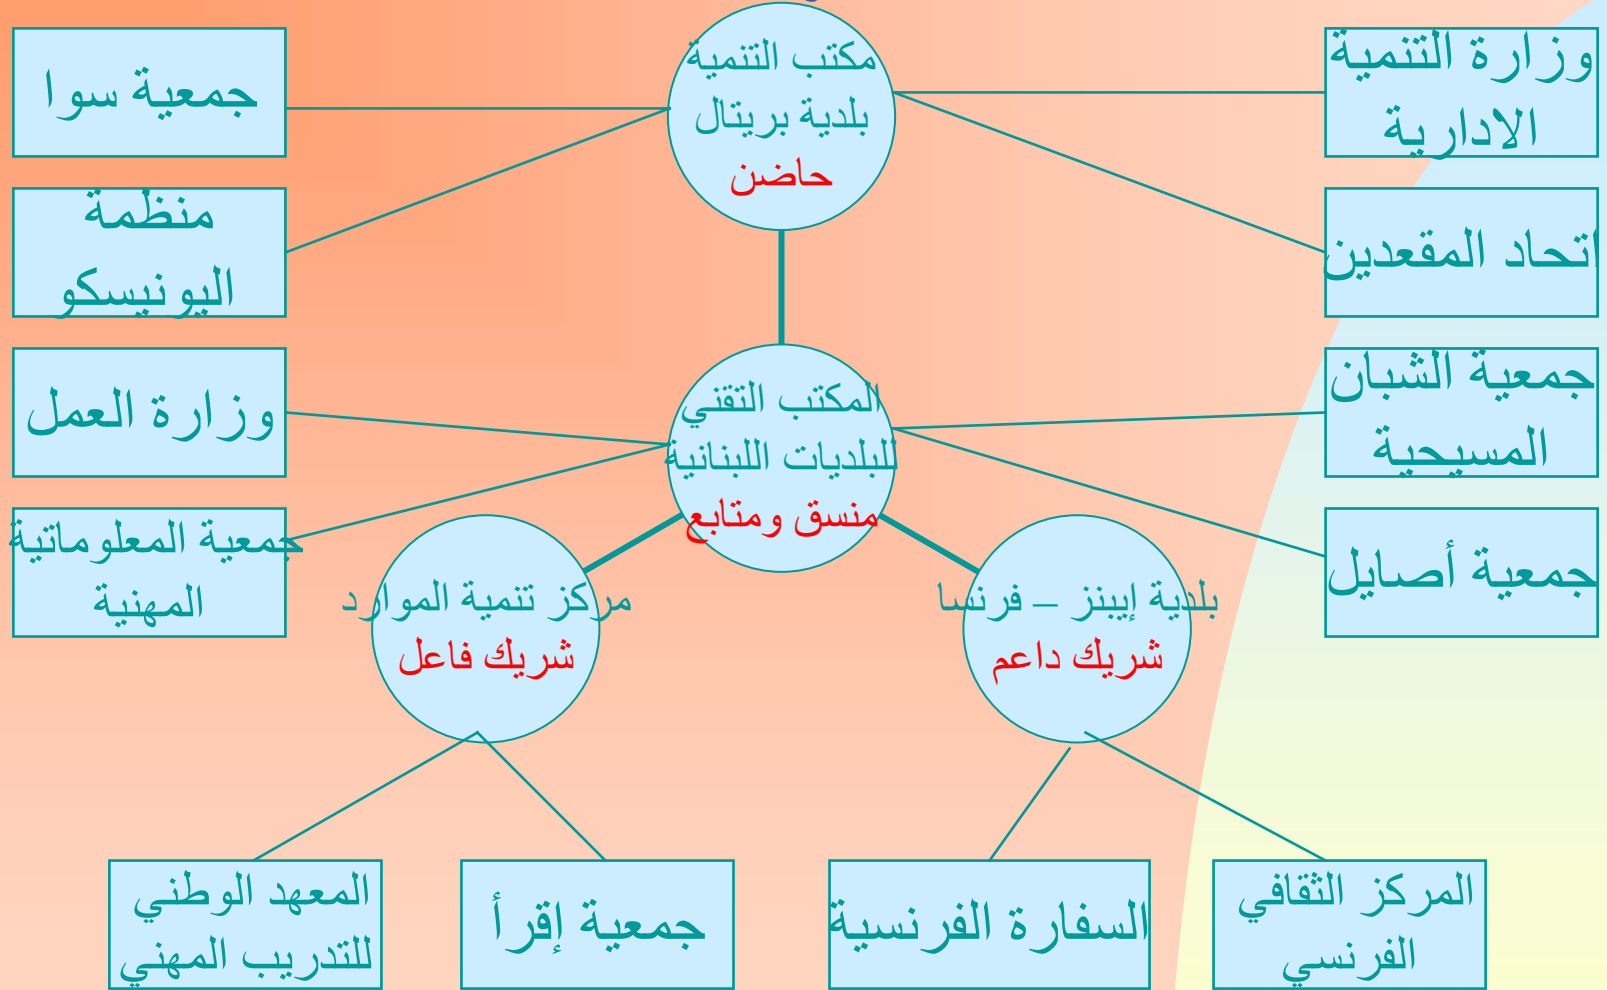 مكتب التنمية
بلدية بريتال
حاضن
وزارة التنمية
الادارية
جمعية سوا
اتحاد المقعدين
منظمة
اليونيسكو
المكتب التقني
للبلديات اللبنانية
منسق ومتابع
جمعية الشبان
المسيحية
وزارة العمل
جمعية أصايل
جمعية المعلوماتية
المهنية
بلدية إيبنز – فرنسا
شريك داعم
مركز تنمية الموارد
شريك فاعل
المركز الثقافي
الفرنسي
السفارة الفرنسية
جمعية إقرأ
المعهد الوطني
للتدريب المهني